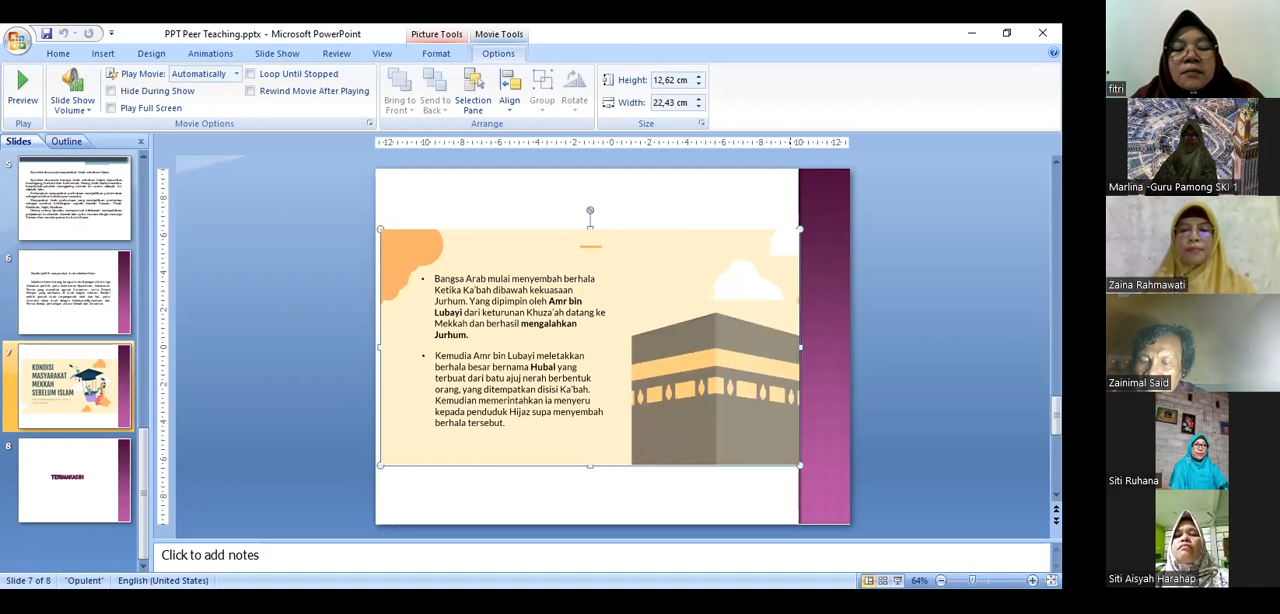 PPT Peer Teaching.pptx - Microsoft PowerPoint
Picture Tools
Movie Tools
Home
Insert
Design
Animations
Slide Show
Review
View
Format
Options
Preview
Slide Show
Volume
Play Movie:
Automatically
Hide During Show
Play Full Screen
Loop Until Stopped
Rewind Movie After Playing
Bring to
Front
Send to
Back
Selection
Pane
Align
Group
Rotate
Height:
12,62 cm
Width:
22,43 cm
Play
Movie Options
Arrange
Size
Slides
Outline
5
6
7
KONDISI
MASYARAKAT
MEKKAH
SEBELUM ISLAM
8
TERIMAKASIH
• Bangsa Arab mulai menyembah berhala
Ketika Ka'bah dibawah kekuasaan
Jurhum. Yang dipimpin oleh Amr bin
Lubayi dari keturunan Khuza'ah datang ke
Mekkah dan berhasil mengalahkan
Jurhum.
• Kemudia Amr bin Lubayi meletakkan
berhala besar bernama Hubal yang
terbuat dari batu ajuj nerah berbentuk
orang, yang ditempatkan disisi Ka'bah.
Kemudian memerintahkan ia menyeru
kepada penduduk Hijaz supa menyembah
berhala tersebut.
Click to add notes
Slide 7 of 8
"Opulent"
English (United States)
64%
fitri
Marlina -Guru Pamong SKI 1
Zaina Rahmawati
Zainimal Said
Siti Ruhana
Siti Aisyah Harahap